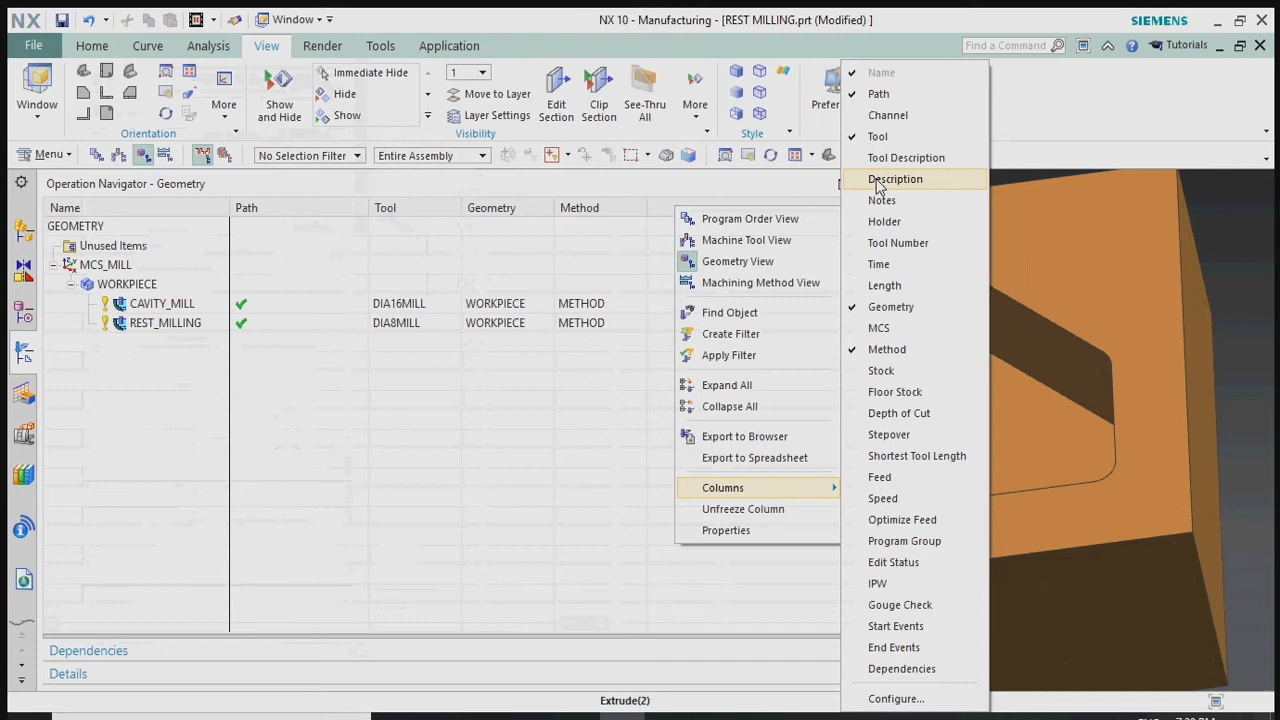 NX
Window
NX 10 - Manufacturing - [REST MILLING.prt (Modified) ]
SIEMENS
File
Home
Curve
Analysis
View
Render
Tools
Application
Find a Command
Tutorials
Window
More
Orientation
Show
and Hide
Immediate Hide
Hide
Show
1
Move to Layer
Layer Settings
Visibility
Edit
Section
Clip
Section
See-Thru
All
More
Style
Prefer
Menu
No Selection Filter
Entire Assembly
Operation Navigator - Geometry
Name
Path
Tool
Geometry
Method
GEOMETRY
Unused Items
MCS_MILL
WORKPIECE
CAVITY_MILL
DIA16MILL
WORKPIECE
METHOD
REST_MILLING
DIA8MILL
WORKPIECE
METHOD
Dependencies
Details
Program Order View
Machine Tool View
Geometry View
Machining Method View
Find Object
Create Filter
Apply Filter
Expand All
Collapse All
Export to Browser
Export to Spreadsheet
Columns
Unfreeze Column
Properties
Name
Path
Channel
Tool
Tool Description
Description
Notes
Holder
Tool Number
Time
Length
Geometry
MCS
Method
Stock
Floor Stock
Depth of Cut
Stepover
Shortest Tool Length
Feed
Speed
Optimize Feed
Program Group
Edit Status
IPW
Gouge Check
Start Events
End Events
Dependencies
Configure...
Extrude(2)